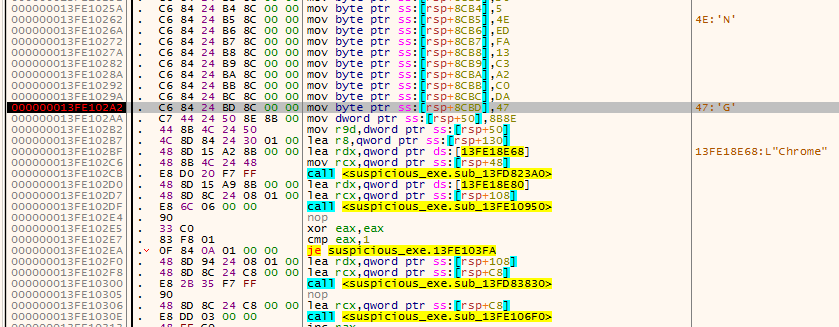 000000013FE1025A . C6 84 24 B4 8C 00 00 mov byte ptr ss:[rsp+8CB4],5
000000013FE10262 . C6 84 24 B5 8C 00 00 mov byte ptr ss:[rsp+8CB5],4E 4E:'N'
000000013FE1026A . C6 84 24 B6 8C 00 00 mov byte ptr ss:[rsp+8CB6],ED
000000013FE10272 . C6 84 24 B7 8C 00 00 mov byte ptr ss:[rsp+8CB7],FA
000000013FE1027A . C6 84 24 B8 8C 00 00 mov byte ptr ss:[rsp+8CB8],13
000000013FE10282 . C6 84 24 B9 8C 00 00 mov byte ptr ss:[rsp+8CB9],C3
000000013FE1028A . C6 84 24 BA 8C 00 00 mov byte ptr ss:[rsp+8CBA],A2
000000013FE10292 . C6 84 24 BB 8C 00 00 mov byte ptr ss:[rsp+8CBB],C0
000000013FE1029A . C6 84 24 BC 8C 00 00 mov byte ptr ss:[rsp+8CBC],DA
000000013FE102A2 . C6 84 24 BD 8C 00 00 mov byte ptr ss:[rsp+8CBD],47 47:'G'
000000013FE102AA . C7 44 24 50 8E 8B 00 mov dword ptr ss:[rsp+50],8B8E
000000013FE102B2 . 44 8B 4C 24 50 mov r9d,dword ptr ss:[rsp+50]
000000013FE102B7 . 4C 8D 84 24 30 01 00 lea r8,qword ptr ss:[rsp+130]
000000013FE102BF . 48 8D 15 A2 8B 00 00 lea rdx,qword ptr ds:[13FE18E68] 13FE18E68:L"Chrome"
000000013FE102C6 . 48 8B 4C 24 48 mov rcx,qword ptr ss:[rsp+48]
000000013FE102CB . E8 D0 20 F7 FF call <suspicious_exe.sub_13FD823A0>
000000013FE102D0 . 48 8D 15 A9 8B 00 00 lea rdx,qword ptr ds:[13FE18E80]
000000013FE102D7 . 48 8D 8C 24 08 01 00 lea rcx,qword ptr ss:[rsp+108]
000000013FE102DF . E8 6C 06 00 00 call <suspicious_exe.sub_13FE10950>
000000013FE102E4 . 90 nop
000000013FE102E5 . 33 C0 xor eax,eax
000000013FE102E7 . 83 F8 01 cmp eax,1
000000013FE102EA . 0F 84 0A 01 00 00 je suspicious_exe.13FE103FA
000000013FE102F0 . 48 8D 94 24 08 01 00 lea rdx,qword ptr ss:[rsp+108]
000000013FE102F8 . 48 8D 8C 24 C8 00 00 lea rcx,qword ptr ss:[rsp+C8]
000000013FE10300 . E8 2B 35 F7 FF call <suspicious_exe.sub_13FD83830>
000000013FE10305 . 90 nop
000000013FE10306 . 48 8D 8C 24 C8 00 00 lea rcx,qword ptr ss:[rsp+C8]
000000013FE1030E . E8 DD 03 00 00 call <suspicious_exe.sub_13FE106F0>